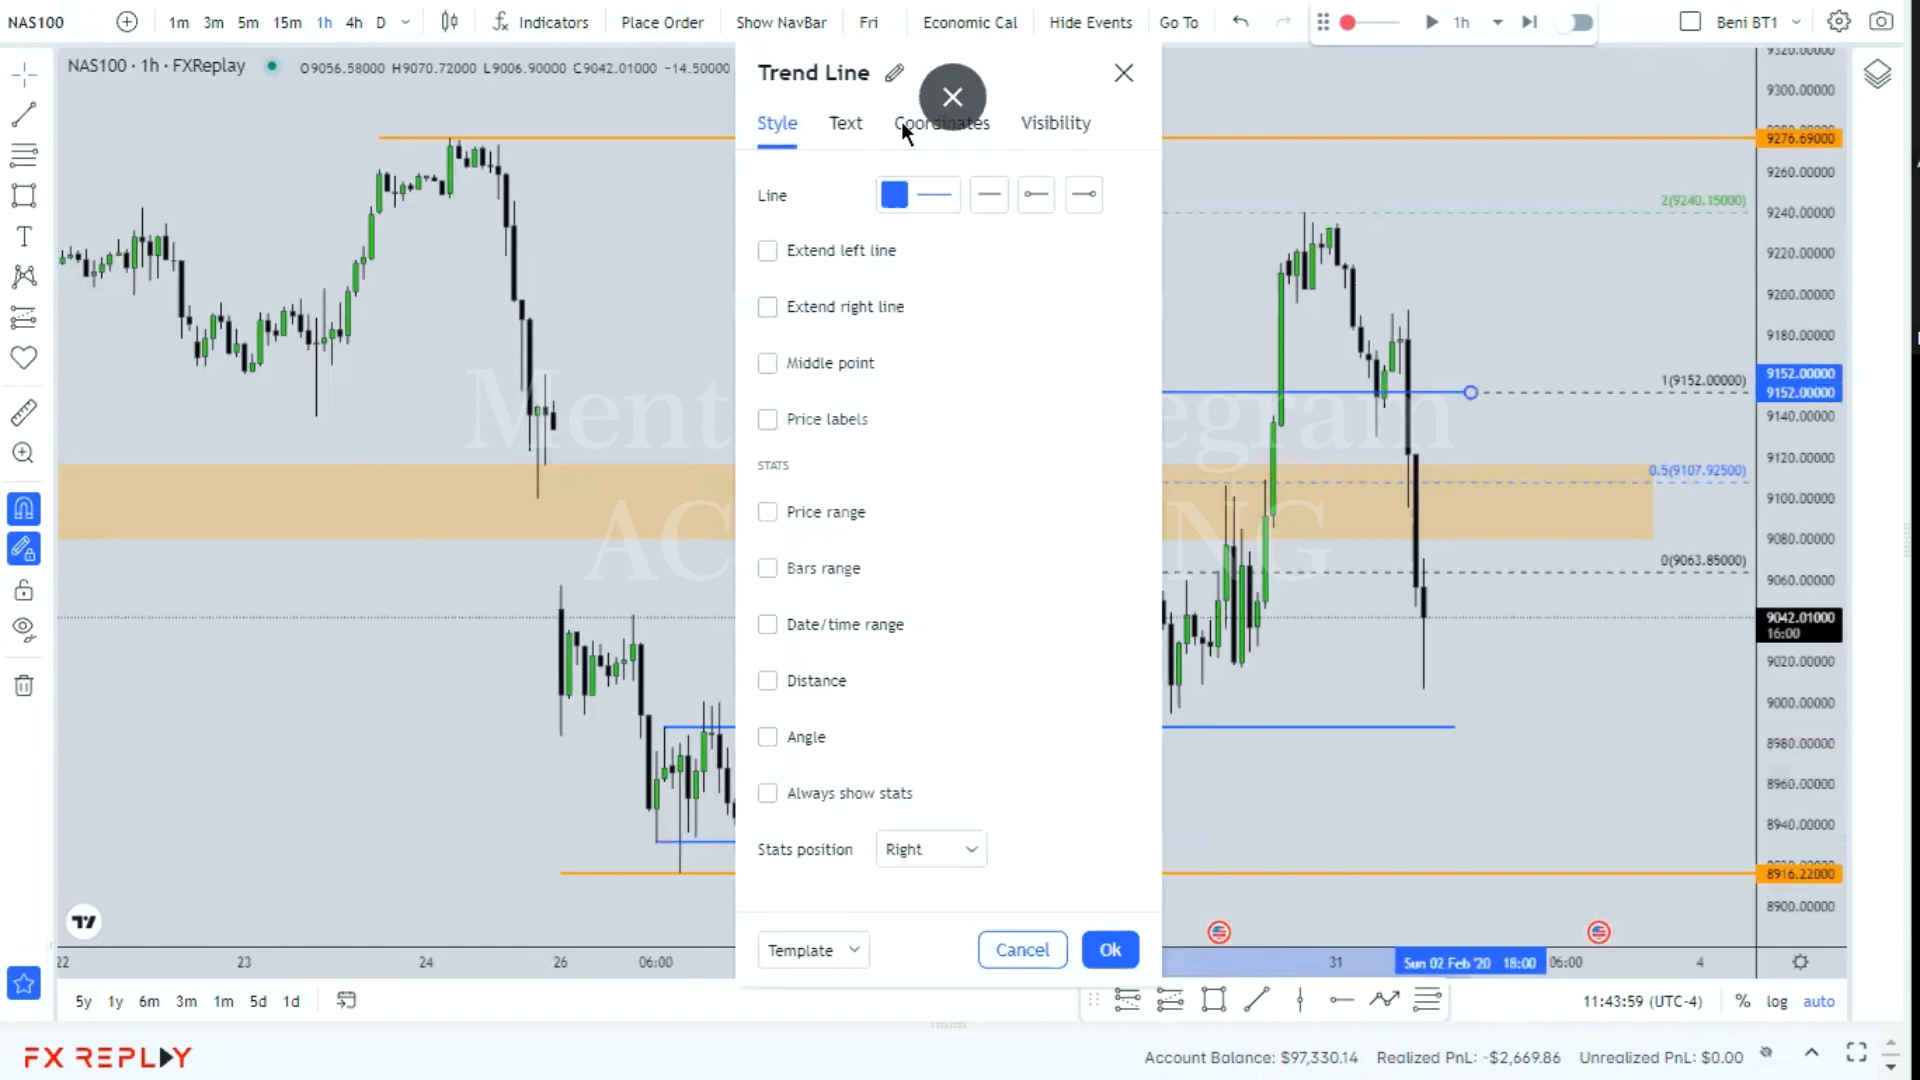 NAS100
1m 3m 5m 15m 1h 4h D
Indicators
Place Order
Show NavBar
Fri
Economic Cal
Hide Events
Go To
1h
Beni BT1
NAS100 · 1h · FXReplay
O9056.58000 H9070.72000 L9006.90000 C9042.01000 −14.50000
Trend Line
Style Text Coordinates Visibility
Line
Extend left line
Extend right line
Middle point
Price labels
STATS
Price range
Bars range
Date/time range
Distance
Angle
Always show stats
Stats position Right
Template Cancel Ok
9320.00000
9300.00000
9276.69000
9260.00000
2(9240.15000)
9240.00000
9220.00000
9200.00000
9180.00000
9152.00000
1(9152.00000)
9152.00000
9140.00000
9120.00000
0.5(9107.92500)
9100.00000
9080.00000
0(9063.85000)
9060.00000
9042.01000
16:00
9020.00000
9000.00000
8980.00000
8960.00000
8940.00000
8916.22000
8900.00000
22 23 24 26 06:00 31 Sun 02 Feb '20 18:00 06:00 4
5y 1y 6m 3m 1m 5d 1d
11:43:59 (UTC-4) % log auto
FX REPLAY
Account Balance: $97,330.14 Realized PnL: -$2,669.86 Unrealized PnL: $0.00